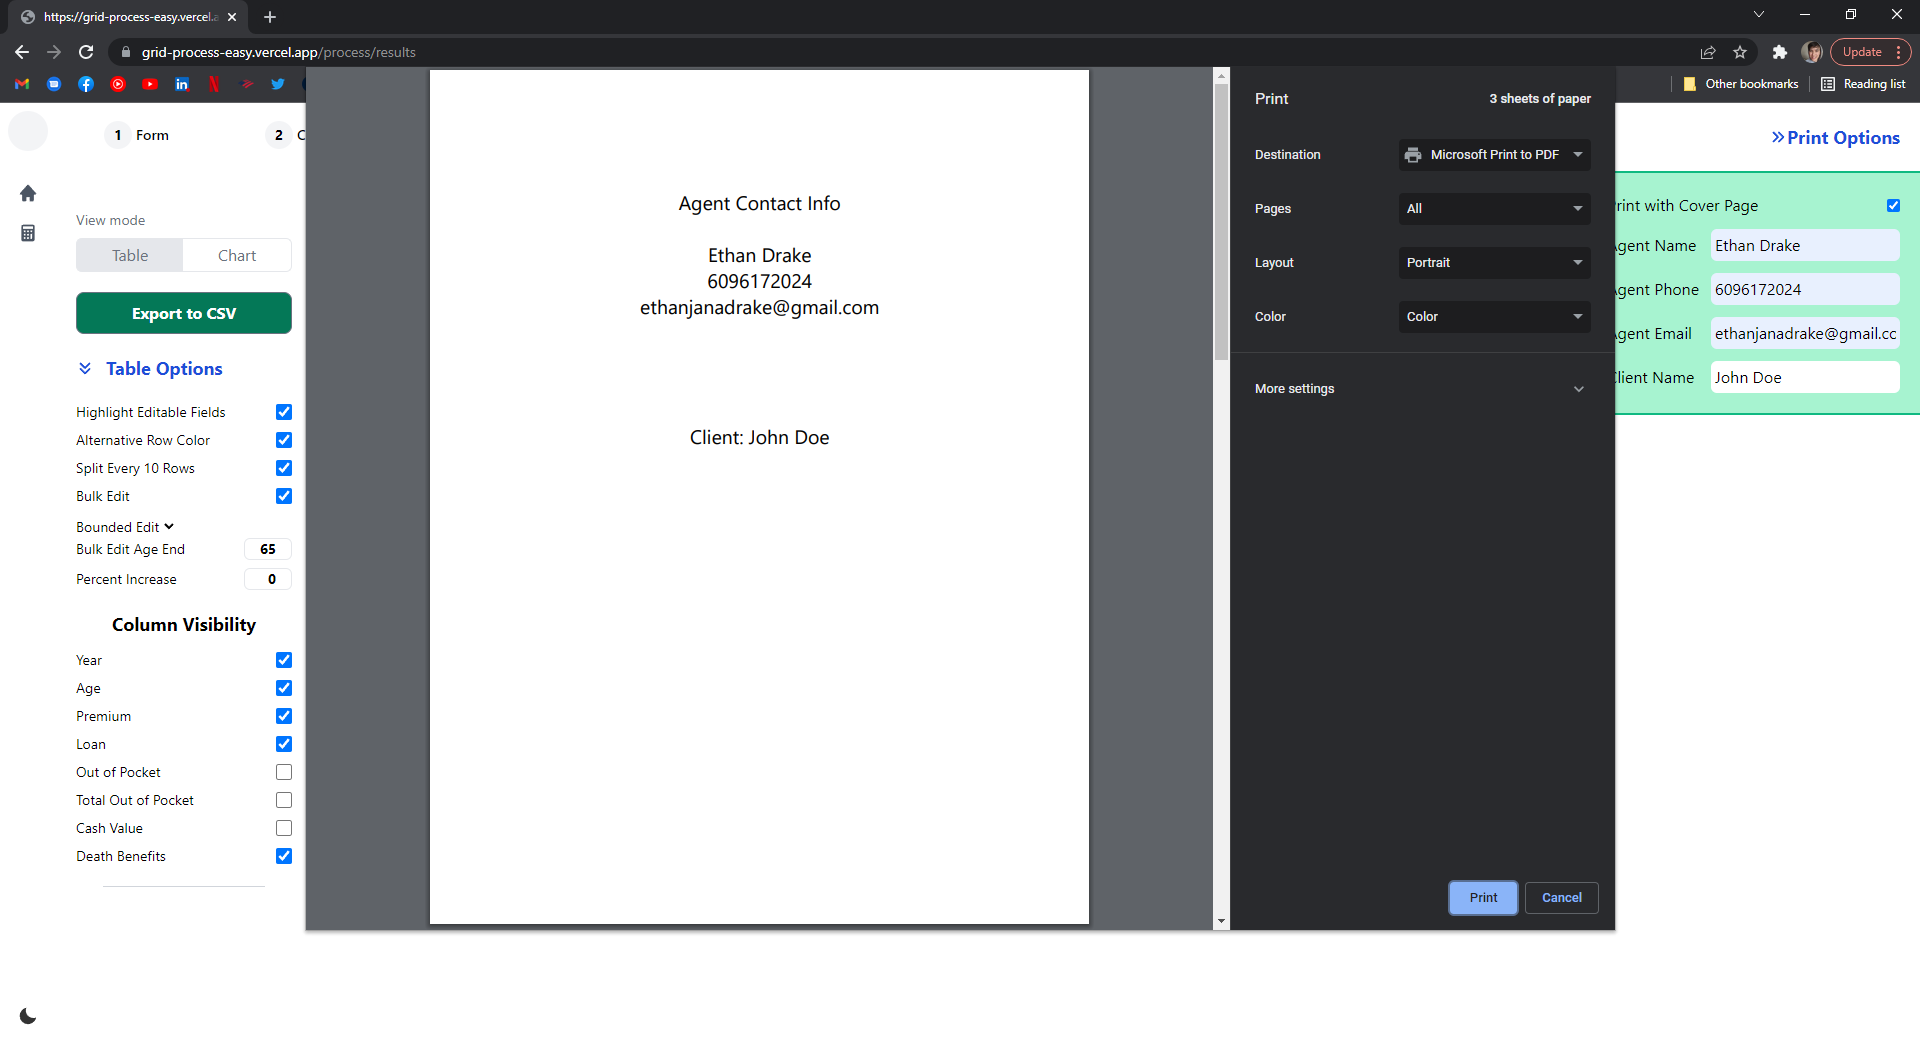 https://grid-process-easy.vercel.a
grid-process-easy.vercel.app/process/results
Update
Other bookmarks
Reading list
1 Form
2 C
View mode
Table
Chart
Export to CSV
Table Options
Highlight Editable Fields
Alternative Row Color
Split Every 10 Rows
Bulk Edit
Bounded Edit
Bulk Edit Age End 65
Percent Increase 0
Column Visibility
Year
Age
Premium
Loan
Out of Pocket
Total Out of Pocket
Cash Value
Death Benefits
Agent Contact Info
Ethan Drake
6096172024
ethanjanadrake@gmail.com
Client: John Doe
Print
3 sheets of paper
Destination
Microsoft Print to PDF
Pages
All
Layout
Portrait
Color
Color
More settings
Print
Cancel
Print Options
rint with Cover Page
gent Name Ethan Drake
gent Phone 6096172024
gent Email ethanjanadrake@gmail.cc
lient Name John Doe